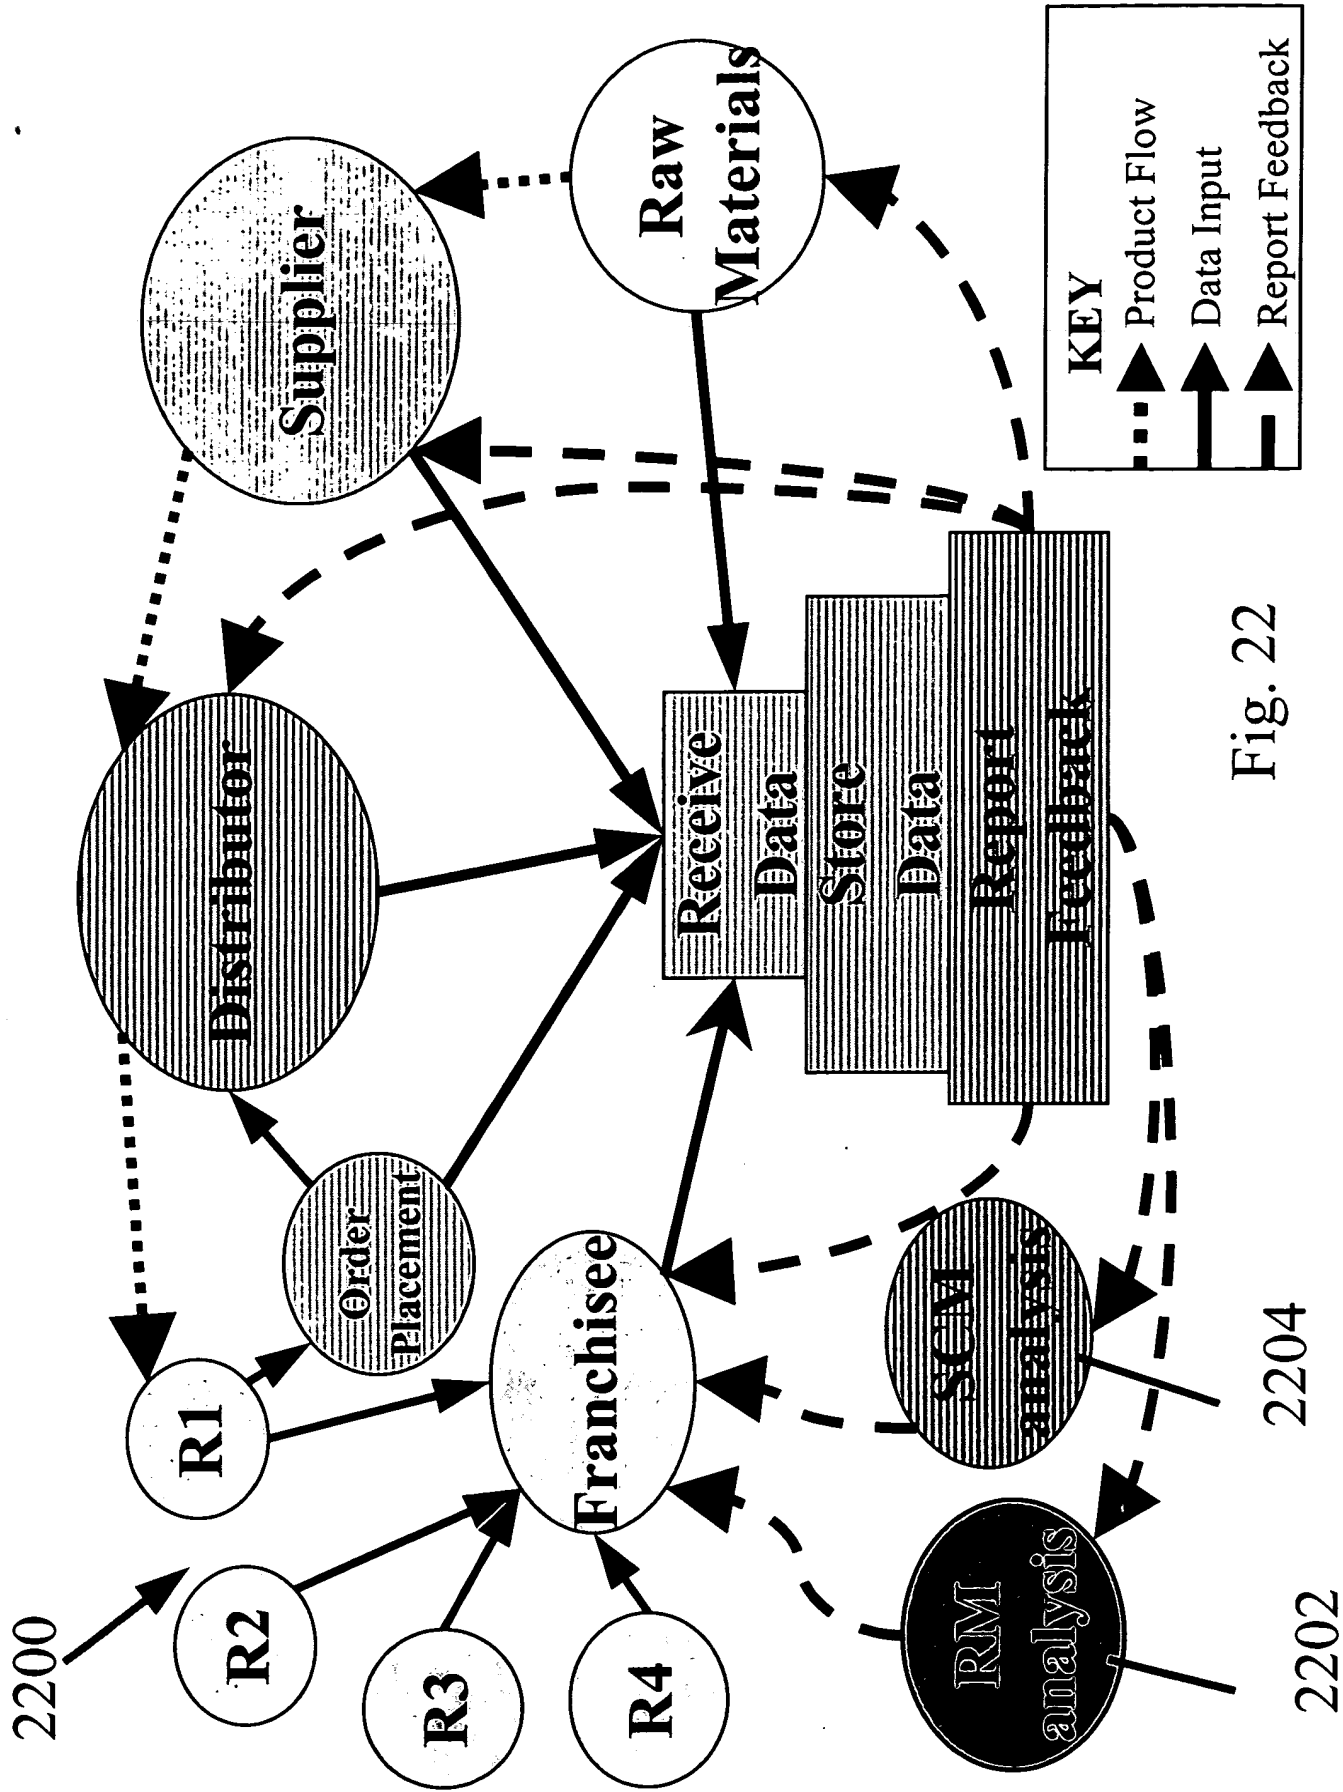 2200
R1
R2
R3
R4
Order
Placement
Distributor
Supplier
Franchisee
Raw
Materials
Receive
Data
Store
Data
Report
Feedback
RM
analysis
SCM
analysis
2202
2204
KEY
Product Flow
Data Input
Report Feedback
Fig. 22